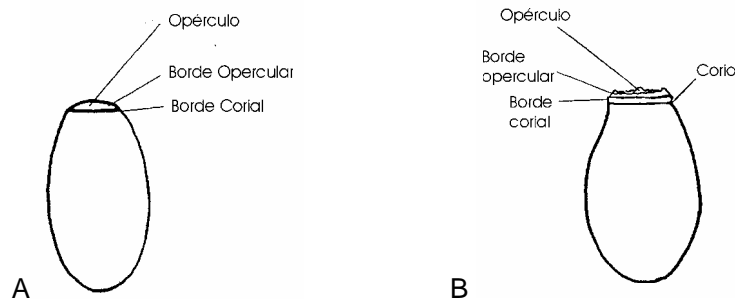 Opérculo
Borde Opercular
Borde Corial
A
Opérculo
Borde
opercular
Corio
Borde
corial
B